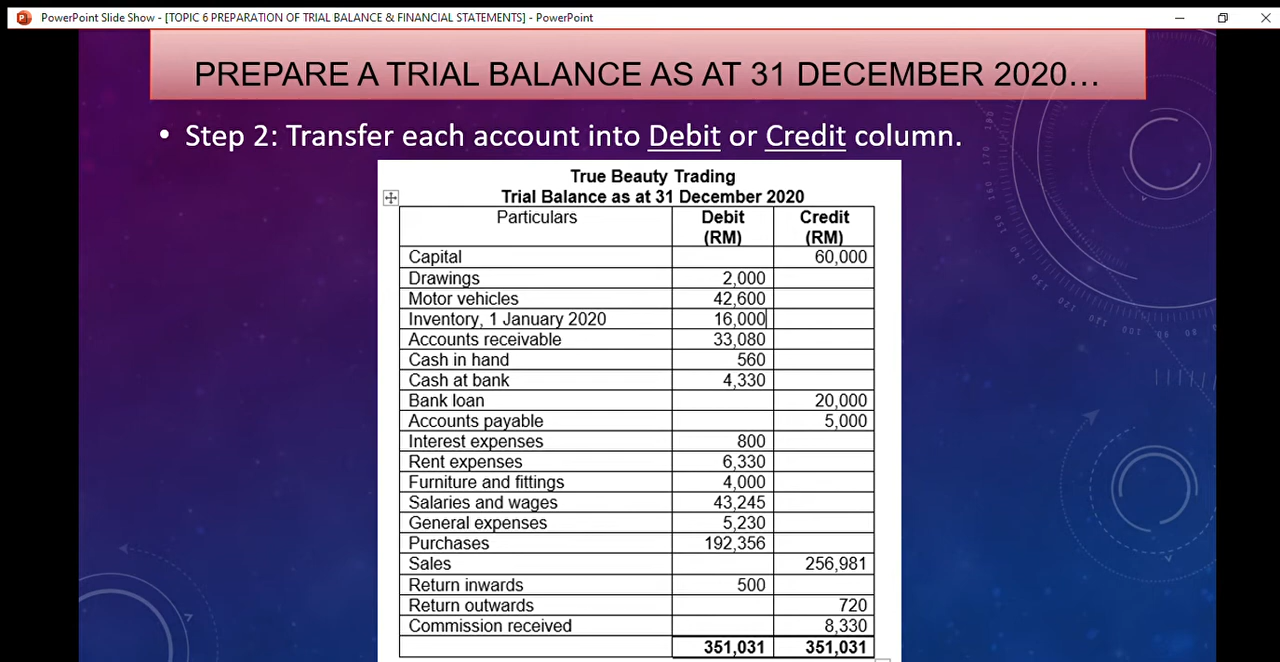 PowerPoint Slide Show - [TOPIC 6 PREPARATION OF TRIAL BALANCE & FINANCIAL STATEMENTS] - PowerPoint
PREPARE A TRIAL BALANCE AS AT 31 DECEMBER 2020…
• Step 2: Transfer each account into Debit or Credit column.
True Beauty Trading
Trial Balance as at 31 December 2020
Particulars Debit Credit
(RM) (RM)
Capital 60,000
Drawings 2,000
Motor vehicles 42,600
Inventory, 1 January 2020 16,000
Accounts receivable 33,080
Cash in hand 560
Cash at bank 4,330
Bank loan 20,000
Accounts payable 5,000
Interest expenses 800
Rent expenses 6,330
Furniture and fittings 4,000
Salaries and wages 43,245
General expenses 5,230
Purchases 192,356
Sales 256,981
Return inwards 500
Return outwards 720
Commission received 8,330
351,031 351,031